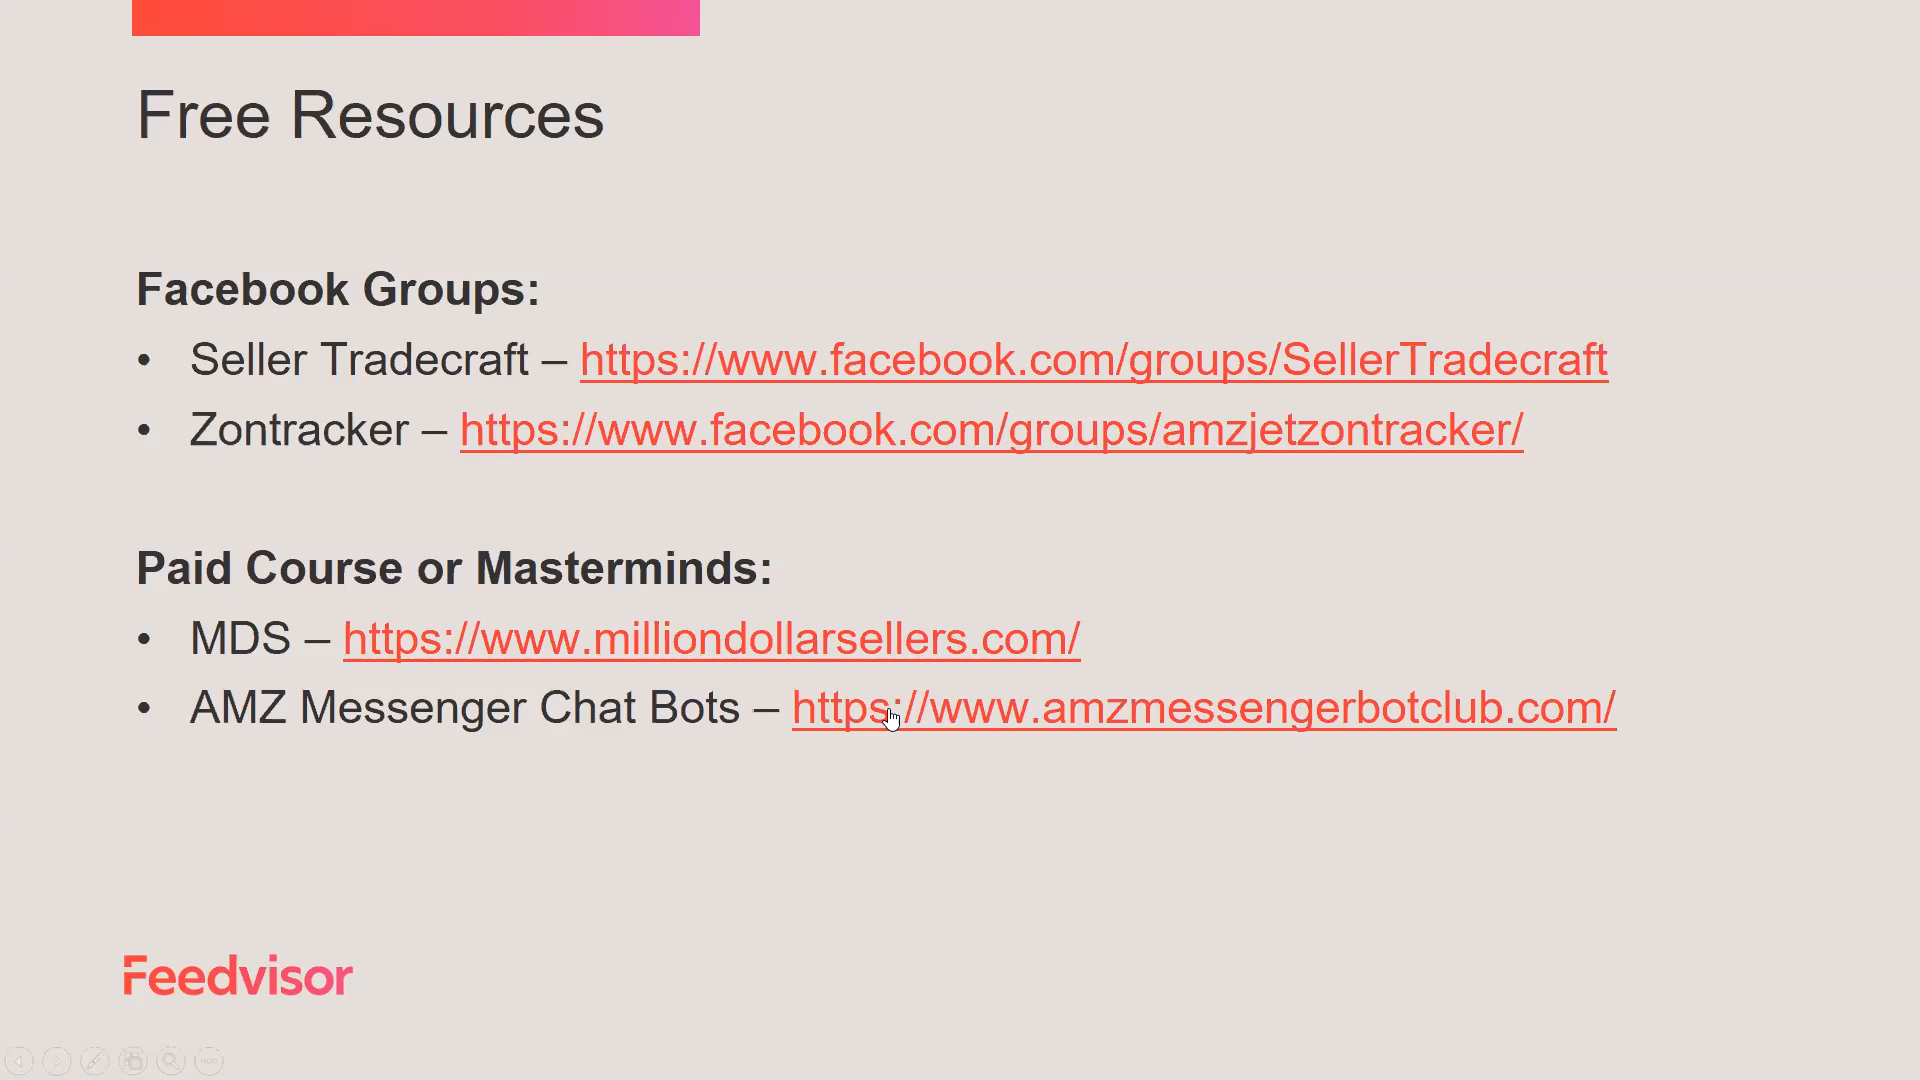 Free Resources
Facebook Groups:
• Seller Tradecraft – https://www.facebook.com/groups/SellerTradecraft
• Zontracker – https://www.facebook.com/groups/amzjetzontracker/
Paid Course or Masterminds:
• MDS – https://www.milliondollarsellers.com/
• AMZ Messenger Chat Bots – https://www.amzmessengerbotclub.com/
Feedvisor